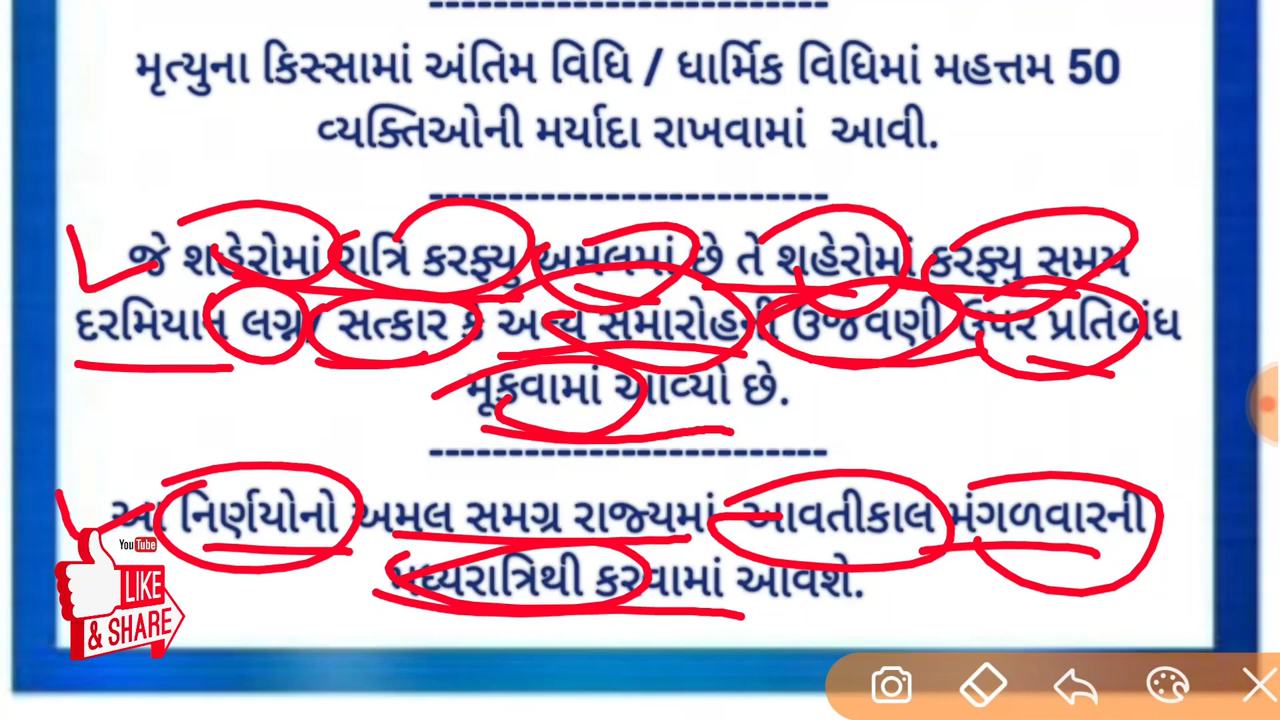 -------------------------
મૃત્યુના કિસ્સામાં અંતિમ વિધિ / ધાર્મિક વિધિમાં મહત્તમ 50
વ્યક્તિઓની મર્યાદા રાખવામાં આવી.
-------------------------
જે શહેરોમાં રાત્રિ કરફ્યુ અમલમાં છે તે શહેરોમાં કરફ્યુ સમય
દરમિયાન લગ્ન/ સત્કાર કે અન્ય સમારોહની ઉજવણી ઉપર પ્રતિબંધ
મૂકવામાં આવ્યો છે.
-------------------------
આ નિર્ણયોનો અમલ સમગ્ર રાજ્યમાં આવતીકાલ મંગળવારની
મધ્યરાત્રિથી કરવામાં આવશે.
YouTube
LIKE
& SHARE